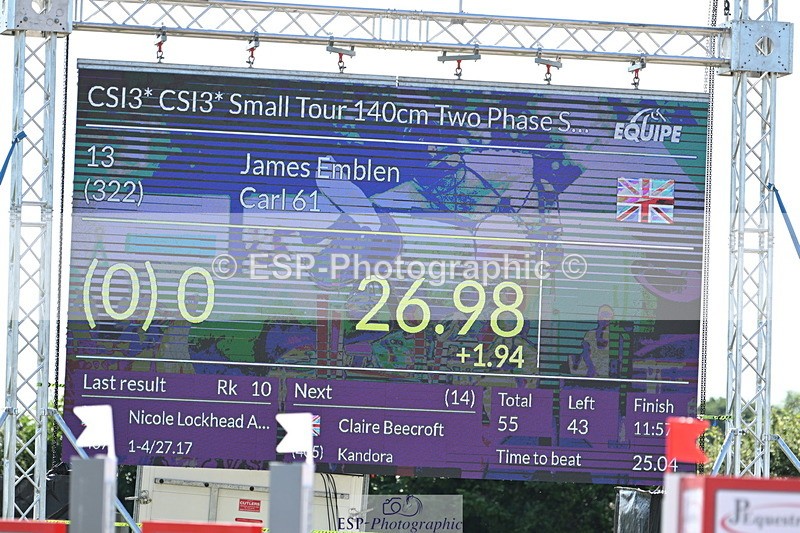 CSI3* CSI3* Small Tour 140cm Two Phase S...
EQUIPE
13
(322)
James Emblen
Carl 61
© ESP-Photographic ©
(0) 0
26.98
+1.94
Last result Rk 10
Nicole Lockhead A...
1-4/27.17
Next (14)
Claire Beecroft
Kandora
Total
55
Left
43
Finish
11:57
Time to beat
25.04
CUTLERS
ESP-Photographic